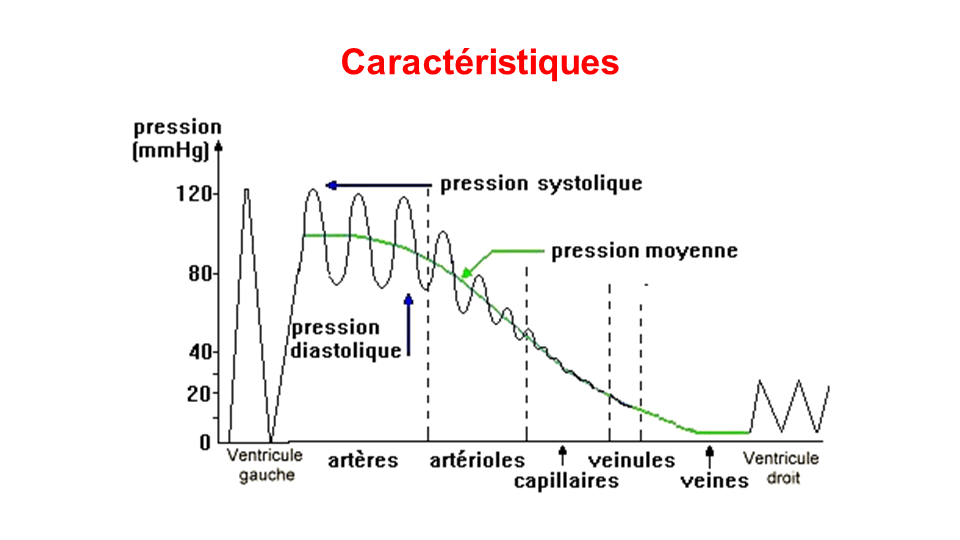 Caractéristiques
pression
(mmHg)
120
pression systolique
pression moyenne
80
pression
diastolique
40
20
0
Ventricule
gauche
artères
artérioles
capillaires
veinules
veines
Ventricule
droit